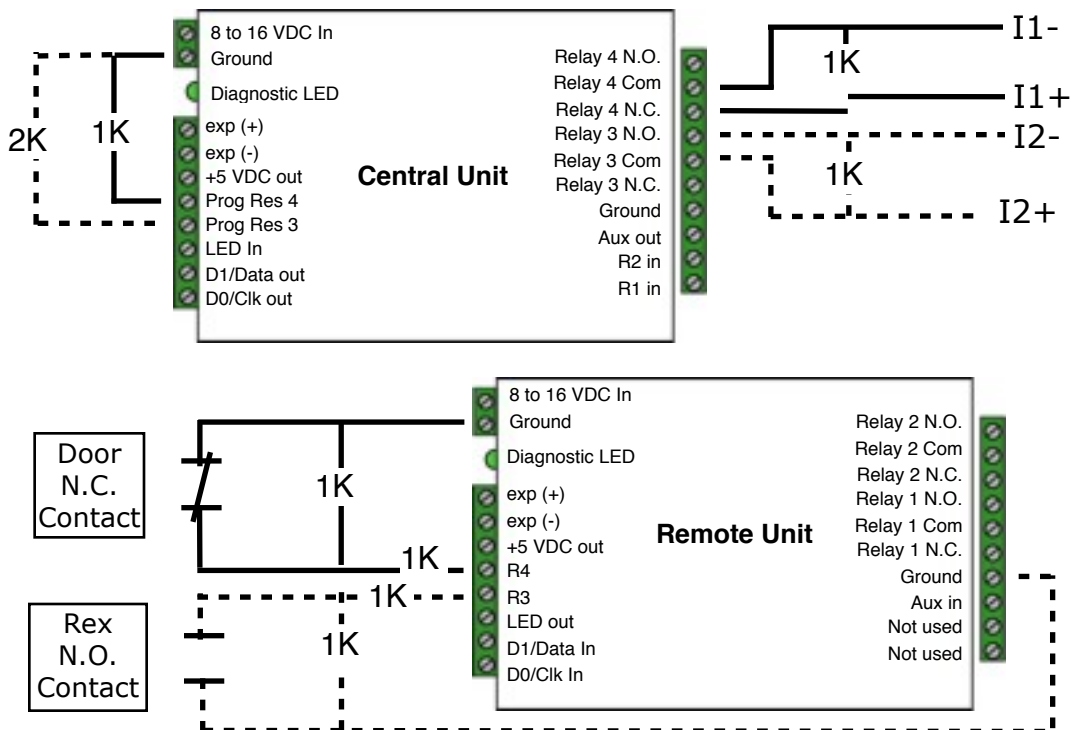 8 to 16 VDC In
Ground
Diagnostic LED
exp (+)
exp (-)
+5 VDC out
Prog Res 4
Prog Res 3
LED In
D1/Data out
D0/Clk out
2K
1K
Central Unit
Relay 4 N.O.
Relay 4 Com
Relay 4 N.C.
Relay 3 N.O.
Relay 3 Com
Relay 3 N.C.
Ground
Aux out
R2 in
R1 in
I1-
1K
I1+
I2-
1K
I2+
Door
N.C.
Contact
1K
1K
1K
1K
Rex
N.O.
Contact
8 to 16 VDC In
Ground
Diagnostic LED
exp (+)
exp (-)
+5 VDC out
R4
R3
LED out
D1/Data In
D0/Clk In
Remote Unit
Relay 2 N.O.
Relay 2 Com
Relay 2 N.C.
Relay 1 N.O.
Relay 1 Com
Relay 1 N.C.
Ground
Aux in
Not used
Not used